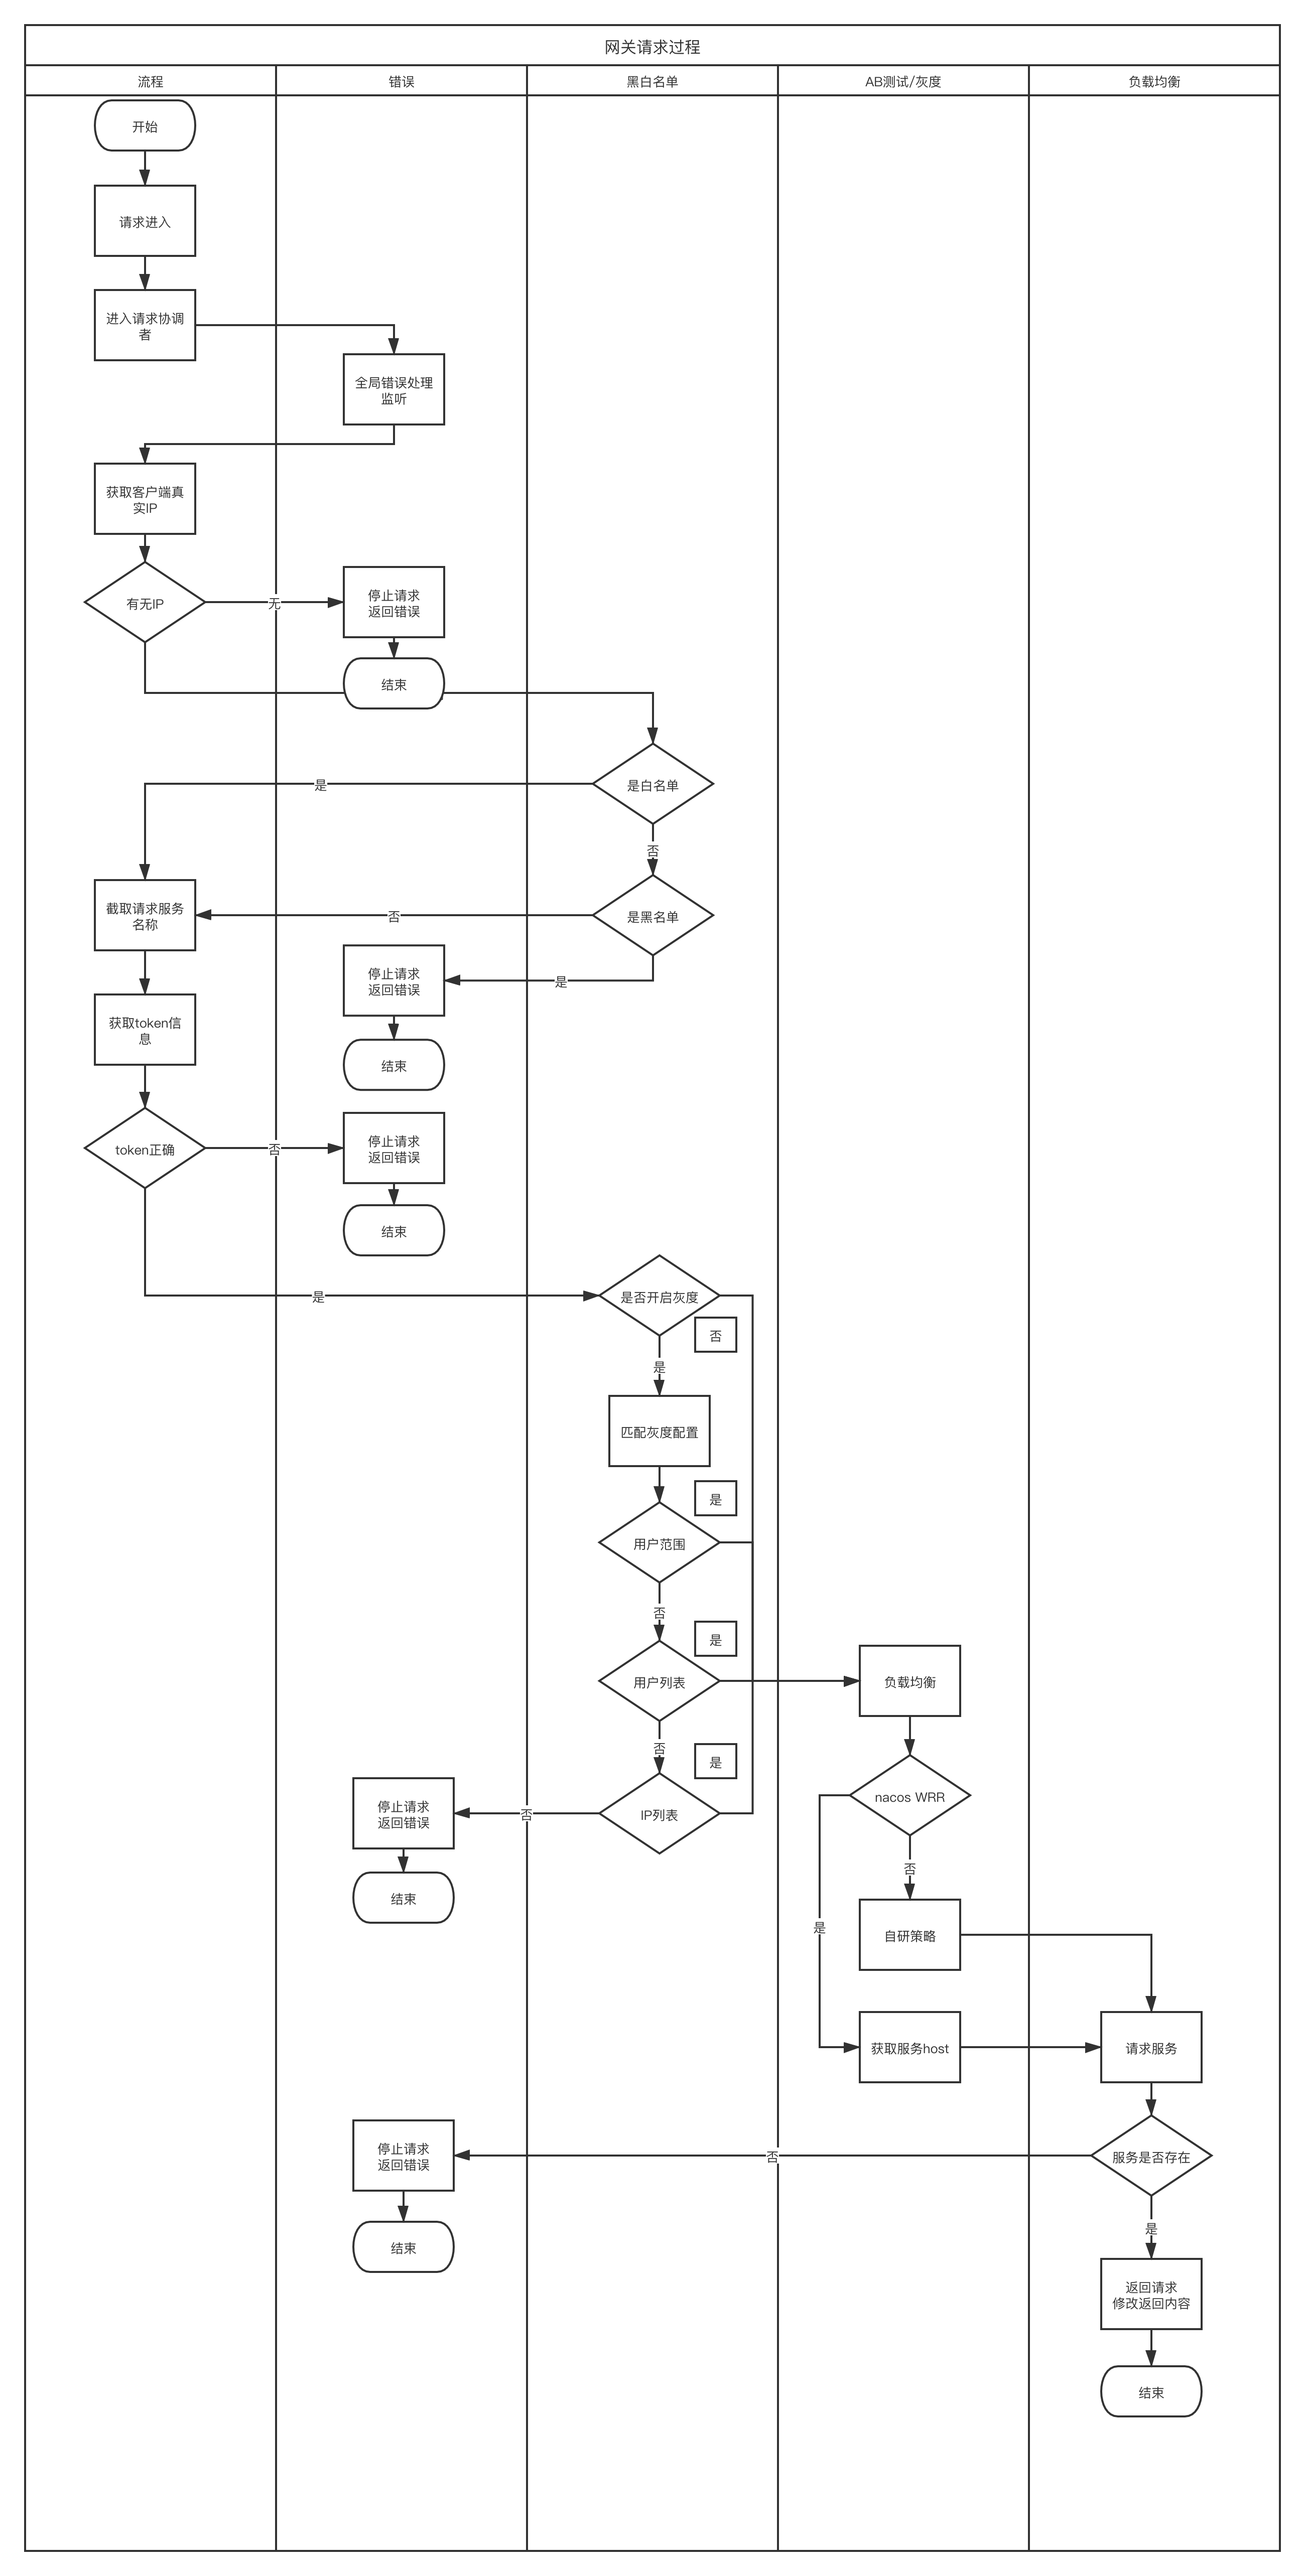 网关请求过程
流程
错误
黑白名单
AB测试/灰度
负载均衡
开始
请求进入
进入请求协调
者
全局错误处理
监听
获取客户端真
实IP
有无IP
无
停止请求
返回错误
结束
是白名单
是
否
截取请求服务
名称
否
是黑名单
停止请求
返回错误
是
获取token信
息
结束
token正确
否
停止请求
返回错误
结束
是
是否开启灰度
否
是
匹配灰度配置
是
用户范围
否
是
用户列表
负载均衡
否
是
停止请求
返回错误
否
IP列表
nacos WRR
否
结束
是
自研策略
获取服务host
请求服务
停止请求
返回错误
否
服务是否存在
是
结束
返回请求
修改返回内容
结束